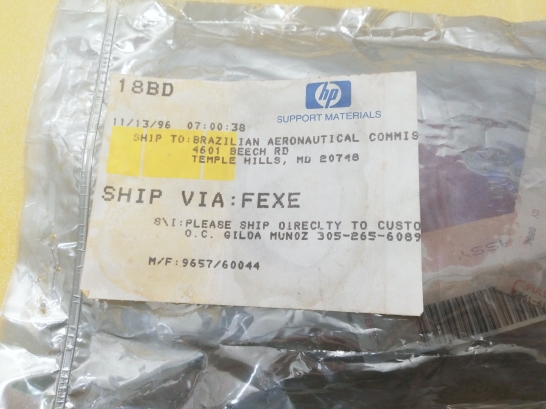 18BD
hp
SUPPORT MATERIALS
11/13/96 07:00:38
SHIP TO:BRAZILIAN AERONAUTICAL COMMIS
4601 BEECH RD
TEMPLE HILLS, MD 20748
SHIP VIA:FEXE
S\I:PLEASE SHIP DIRECLTY TO CUSTO
O.C. GILDA MUNOZ 305-265-6089
M/F:9657/60044